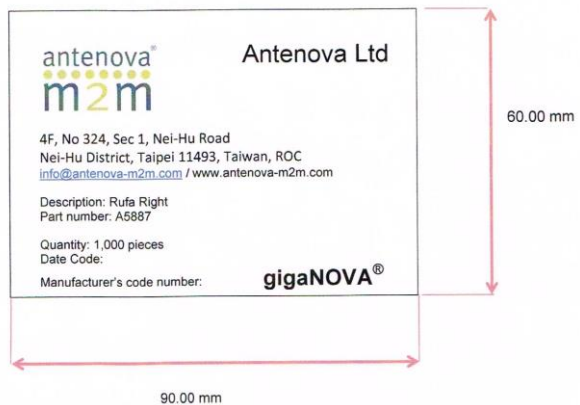 antenova®
m2m
Antenova Ltd
4F, No 324, Sec 1, Nei-Hu Road
Nei-Hu District, Taipei 11493, Taiwan, ROC
info@antenova-m2m.com / www.antenova-m2m.com
Description: Rufa Right
Part number: A5887
Quantity: 1,000 pieces
Date Code:
Manufacturer's code number:
gigaNOVA®
60.00 mm
90.00 mm